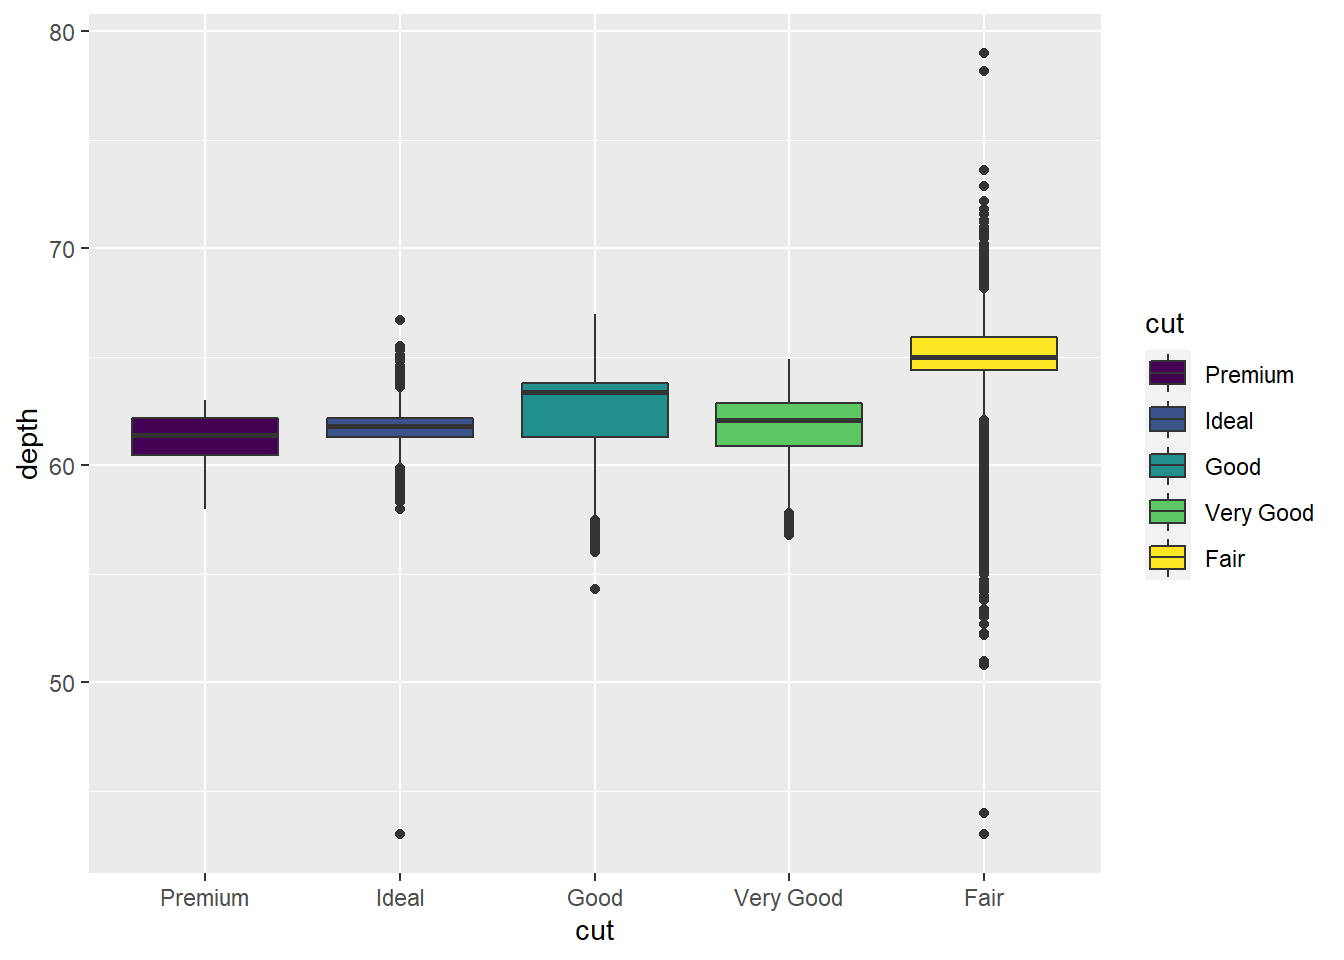 80
70
60
50
depth
Premium
Ideal
Good
Very Good
Fair
cut
cut
Premium
Ideal
Good
Very Good
Fair